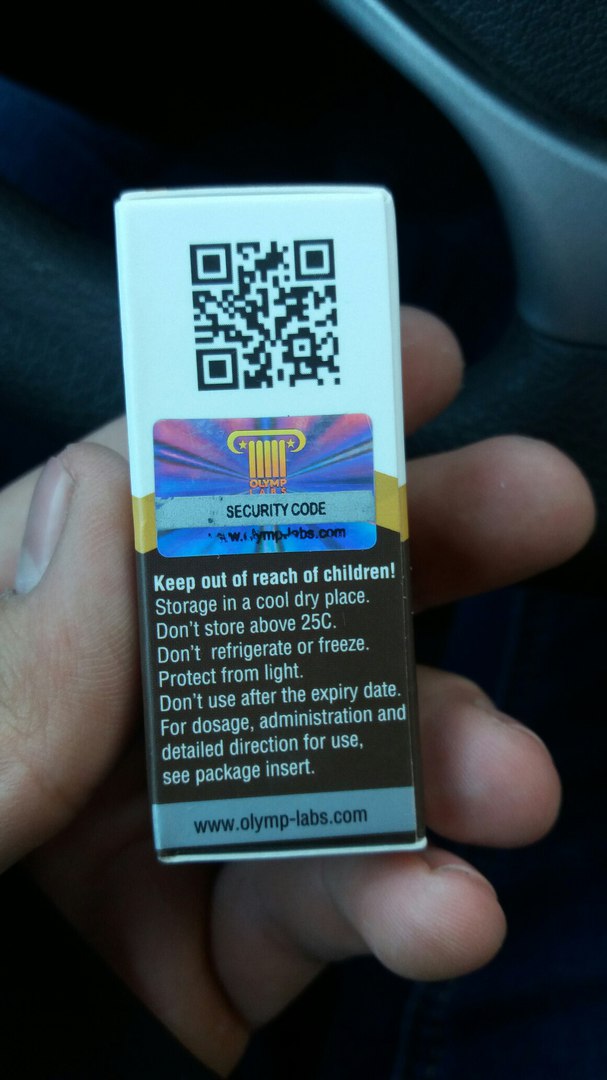 OLYMP
LABS
SECURITY CODE
Keep out of reach of children!
Storage in a cool dry place.
Don't store above 25C.
Don't refrigerate or freeze.
Protect from light.
Don't use after the expiry date.
For dosage, administration and
detailed direction for use,
see package insert.
www.olymp-labs.com